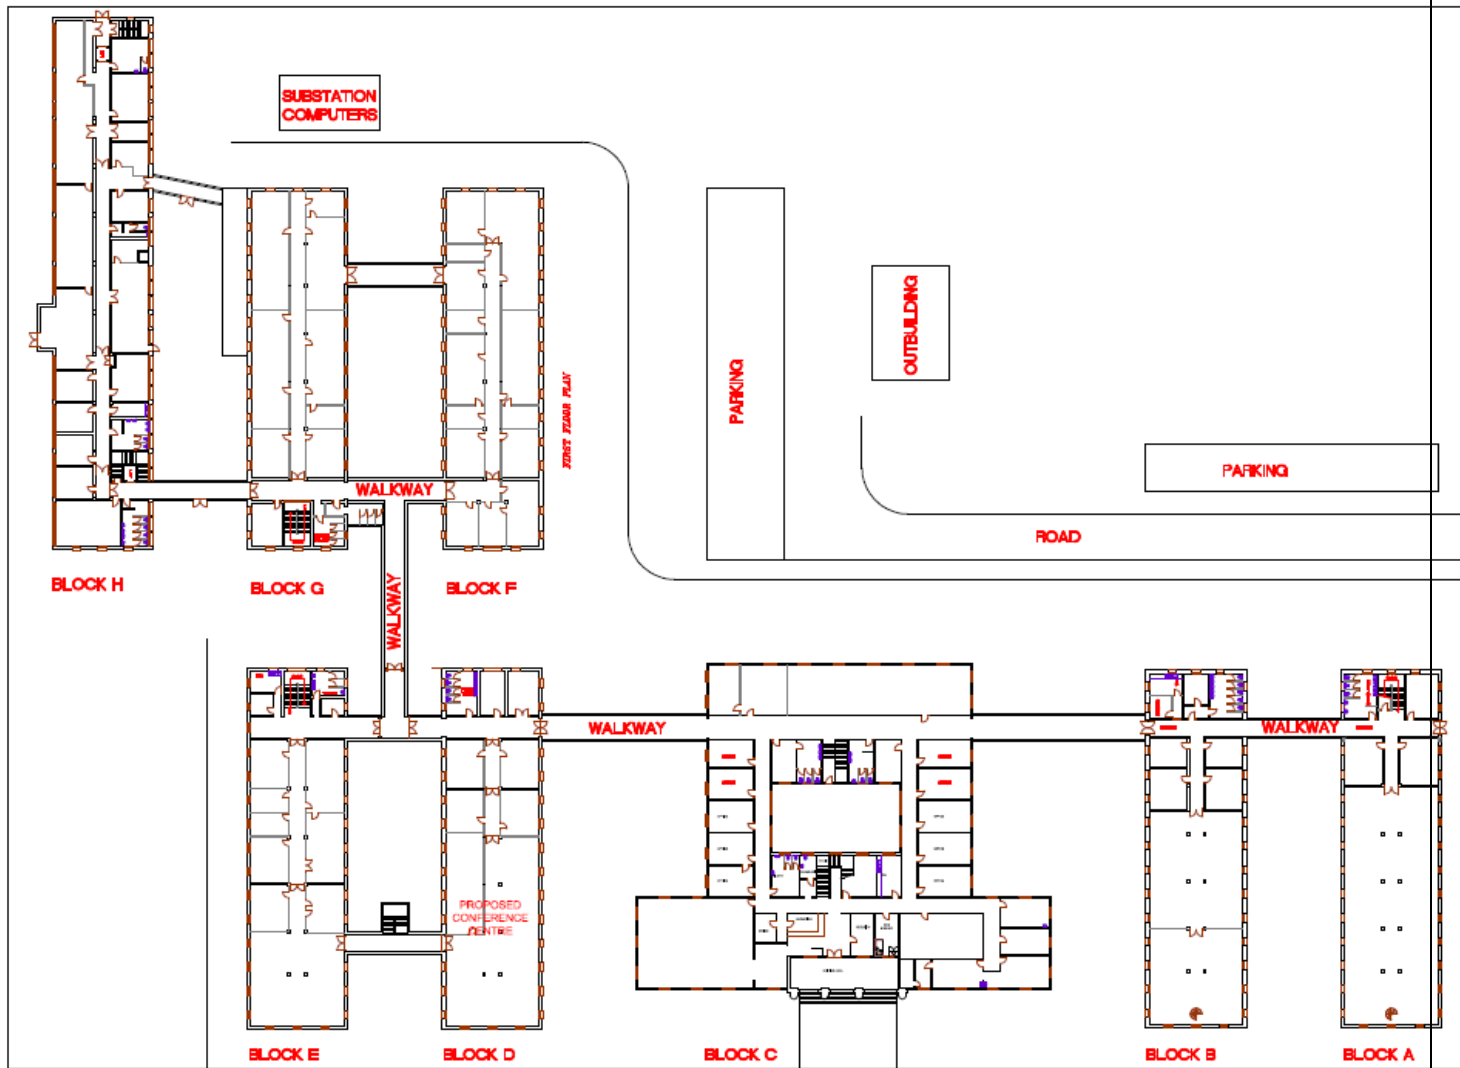 SUBSTATION
COMPUTERS
OUTBUILDING
PARKING
FIRST FLOOR PLAN
PARKING
WALKWAY
ROAD
BLOCK H
BLOCK G
WALKWAY
BLOCK F
WALKWAY
WALKWAY
PROPOSED
CONFERENCE
CENTRE
BLOCK E
BLOCK D
BLOCK C
BLOCK B
BLOCK A